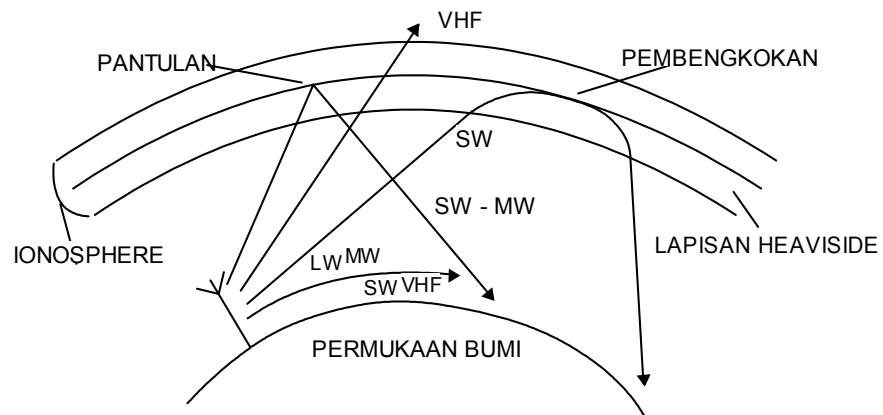 VHF
PANTULAN
PEMBENGKOKAN
SW
SW - MW
IONOSPHERE
LAPISAN HEAVISIDE
LW MW
SW VHF
PERMUKAAN BUMI